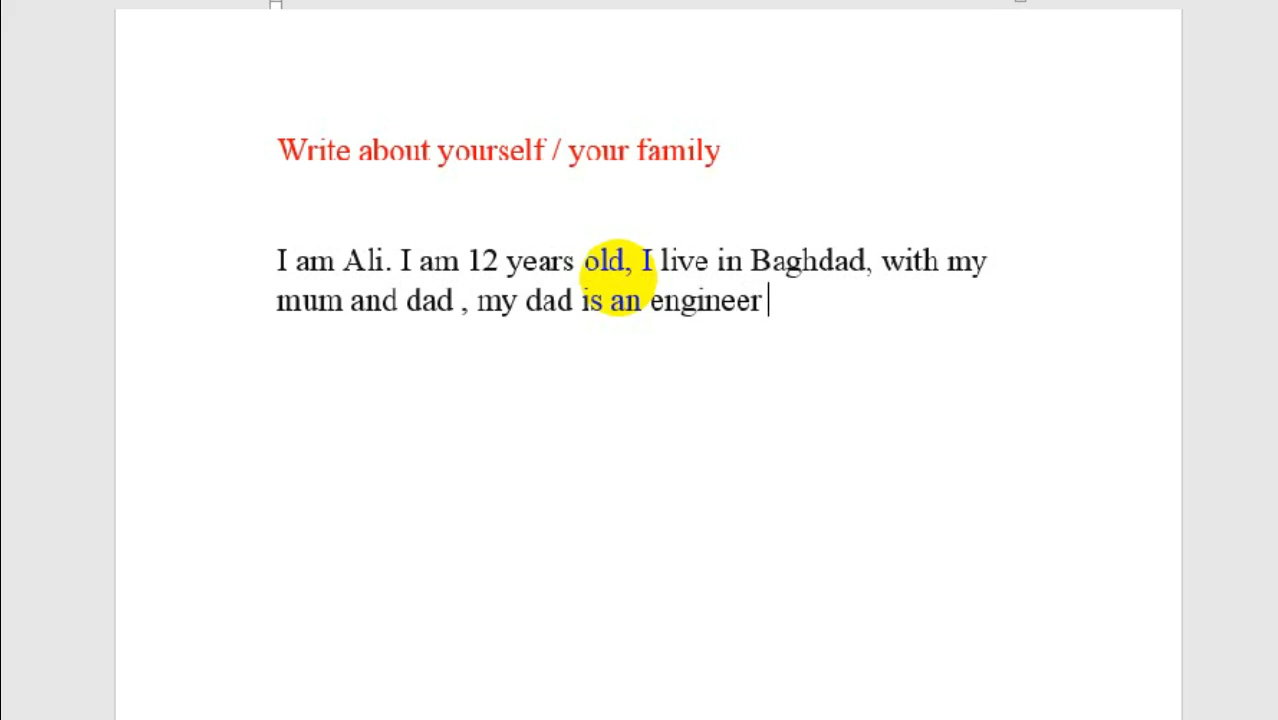 Write about yourself / your family
I am Ali. I am 12 years old, I live in Baghdad, with my
mum and dad , my dad is an engineer